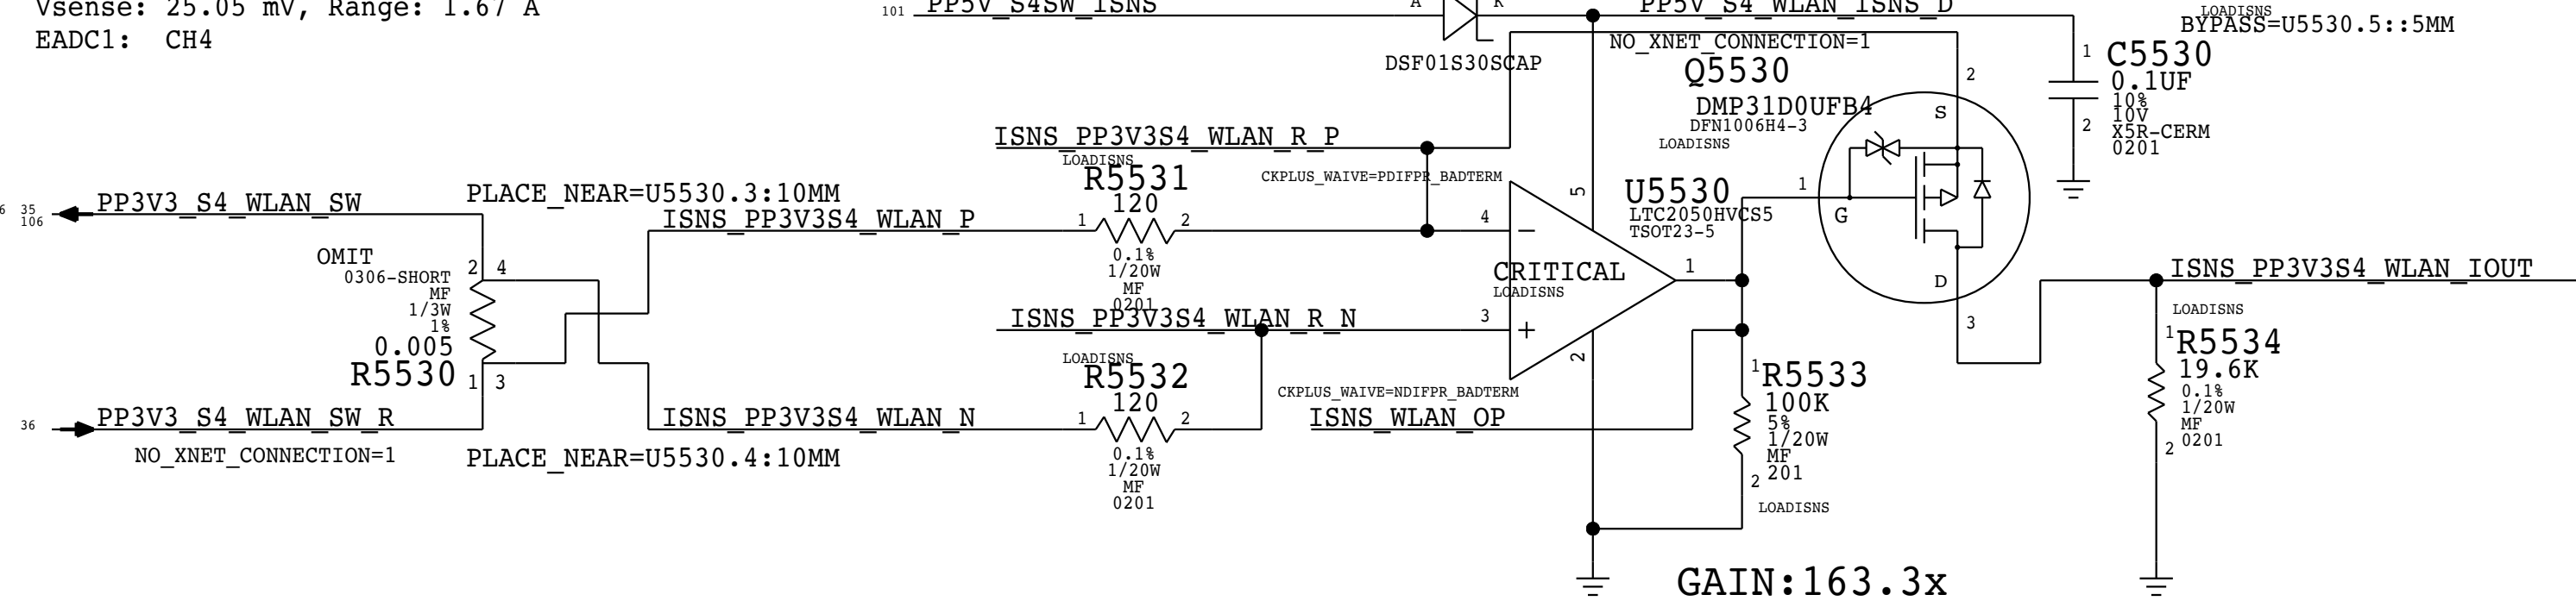 Vsense: 25.05 mV, Range: 1.67 A
EADC1: CH4
101
PP5V_S4SW_ISNS
A
K
PP5V_S4_WLAN_ISNS_D
LOADISNS
BYPASS=U5530.5::5MM
DSF01S30SCAP
NO_XNET_CONNECTION=1
Q5530
DMP31D0UFB4
DFN1006H4-3
LOADISNS
2
S
G
D
1
3
1
C5530
0.1UF
10%
10V
X5R-CERM
0201
2
ISNS_PP3V3S4_WLAN_R_P
LOADISNS
R5531
120
1
2
0.1%
1/20W
MF
0201
CKPLUS_WAIVE=PDIFPR_BADTERM
6
35
106
PP3V3_S4_WLAN_SW
PLACE_NEAR=U5530.3:10MM
ISNS_PP3V3S4_WLAN_P
OMIT
0306-SHORT
MF
1/3W
1%
0.005
R5530
2
4
1
3
36
PP3V3_S4_WLAN_SW_R
NO_XNET_CONNECTION=1
PLACE_NEAR=U5530.4:10MM
ISNS_PP3V3S4_WLAN_N
ISNS_PP3V3S4_WLAN_R_N
LOADISNS
R5532
120
1
2
0.1%
1/20W
MF
0201
CKPLUS_WAIVE=NDIFPR_BADTERM
ISNS_WLAN_OP
4
−
3
+
5
2
1
U5530
LTC2050HVCS5
TSOT23-5
CRITICAL
LOADISNS
1
R5533
100K
5%
1/20W
MF
201
2
LOADISNS
ISNS_PP3V3S4_WLAN_IOUT
LOADISNS
1
R5534
19.6K
0.1%
1/20W
MF
0201
2
GAIN:163.3x